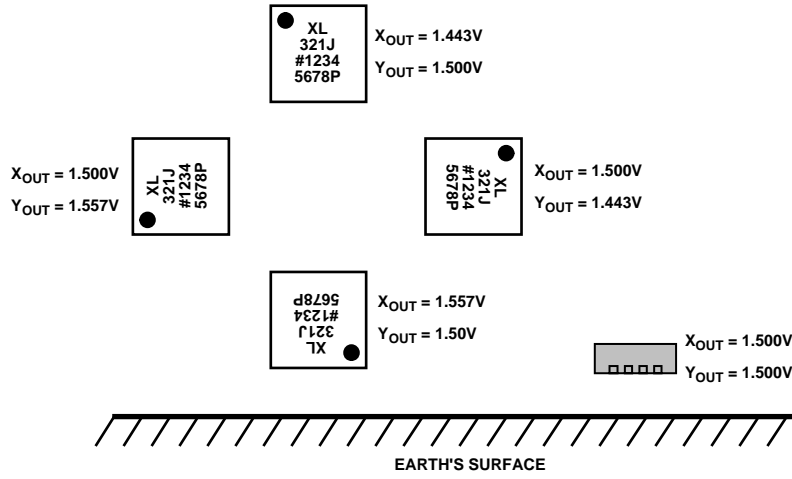 XL
321J
#1234
5678P
XOUT = 1.443V
YOUT = 1.500V
XOUT = 1.500V
YOUT = 1.557V
XL
321J
#1234
5678P
XL
321J
#1234
5678P
XOUT = 1.500V
YOUT = 1.443V
XL
321J
#1234
5678P
XOUT = 1.557V
YOUT = 1.50V
XOUT = 1.500V
YOUT = 1.500V
EARTH'S SURFACE